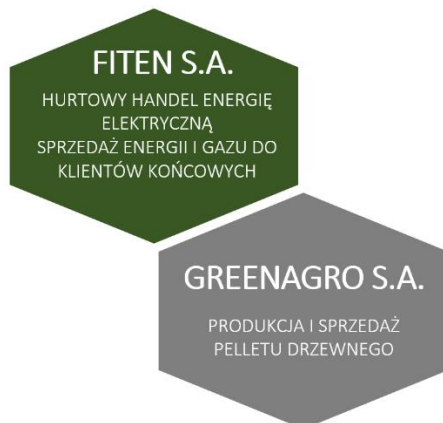 FITEN S.A.
HURTOWY HANDEL ENERGIĘ
ELEKTRYCZNĄ
SPRZEDAŻ ENERGII I GAZU DO
KLIENTÓW KOŃCOWYCH
GREENAGRO S.A.
PRODUKCJA I SPRZEDAŻ
PELLETU DRZEWNEGO